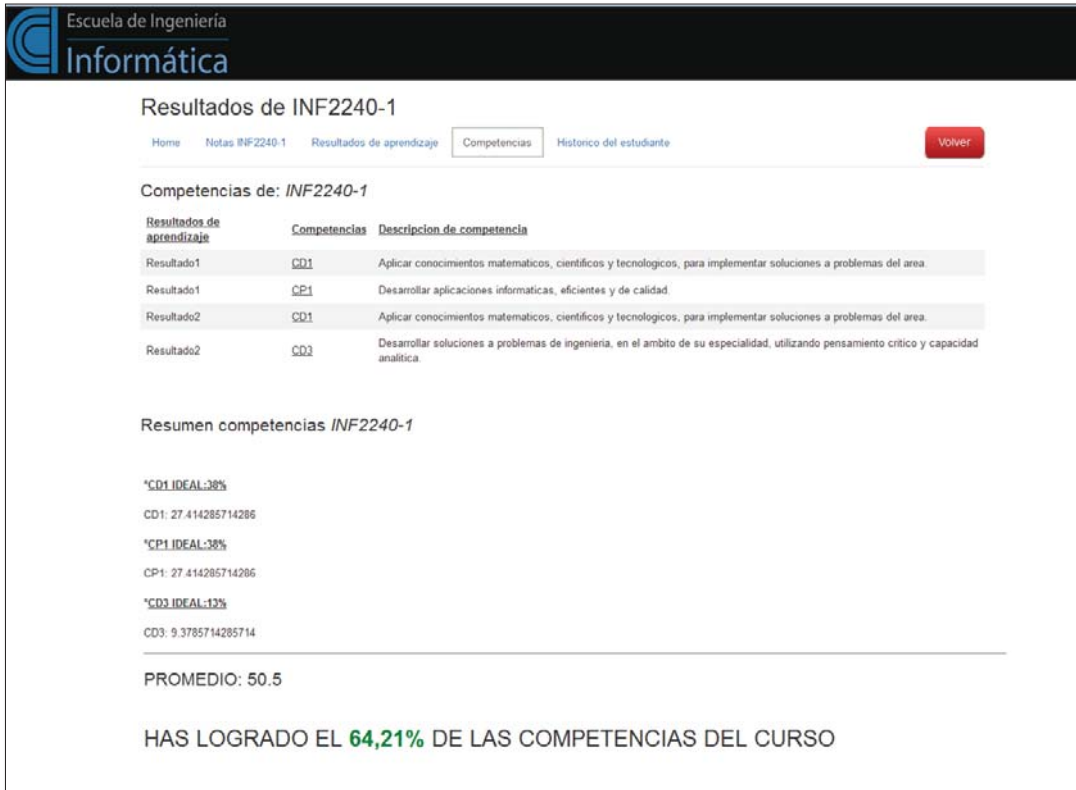 Escuela de Ingeniería
Informática
Resultados de INF2240-1
Home Notas INF2240-1 Resultados de aprendizaje Competencias Historico del estudiante Volver
Competencias de: INF2240-1
Resultados de aprendizaje Competencias Descripcion de competencia
Resultado1 CD1 Aplicar conocimientos matematicos, cientificos y tecnologicos, para implementar soluciones a problemas del area.
Resultado1 CP1 Desarrollar aplicaciones informaticas, eficientes y de calidad.
Resultado2 CD1 Aplicar conocimientos matematicos, cientificos y tecnologicos, para implementar soluciones a problemas del area.
Resultado2 CD3 Desarrollar soluciones a problemas de ingenieria, en el ambito de su especialidad, utilizando pensamiento critico y capacidad
analitica.
Resumen competencias INF2240-1
*CD1 IDEAL:38%
CD1: 27.414285714286
*CP1 IDEAL:38%
CP1: 27.414285714286
*CD3 IDEAL:13%
CD3: 9.3785714285714
PROMEDIO: 50.5
HAS LOGRADO EL 64,21% DE LAS COMPETENCIAS DEL CURSO